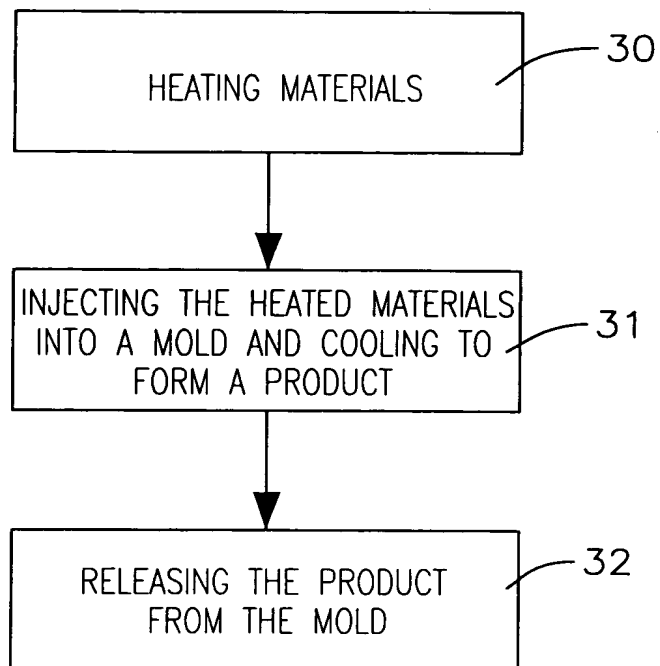 HEATING MATERIALS
30
INJECTING THE HEATED MATERIALS
INTO A MOLD AND COOLING TO
FORM A PRODUCT
31
RELEASING THE PRODUCT
FROM THE MOLD
32